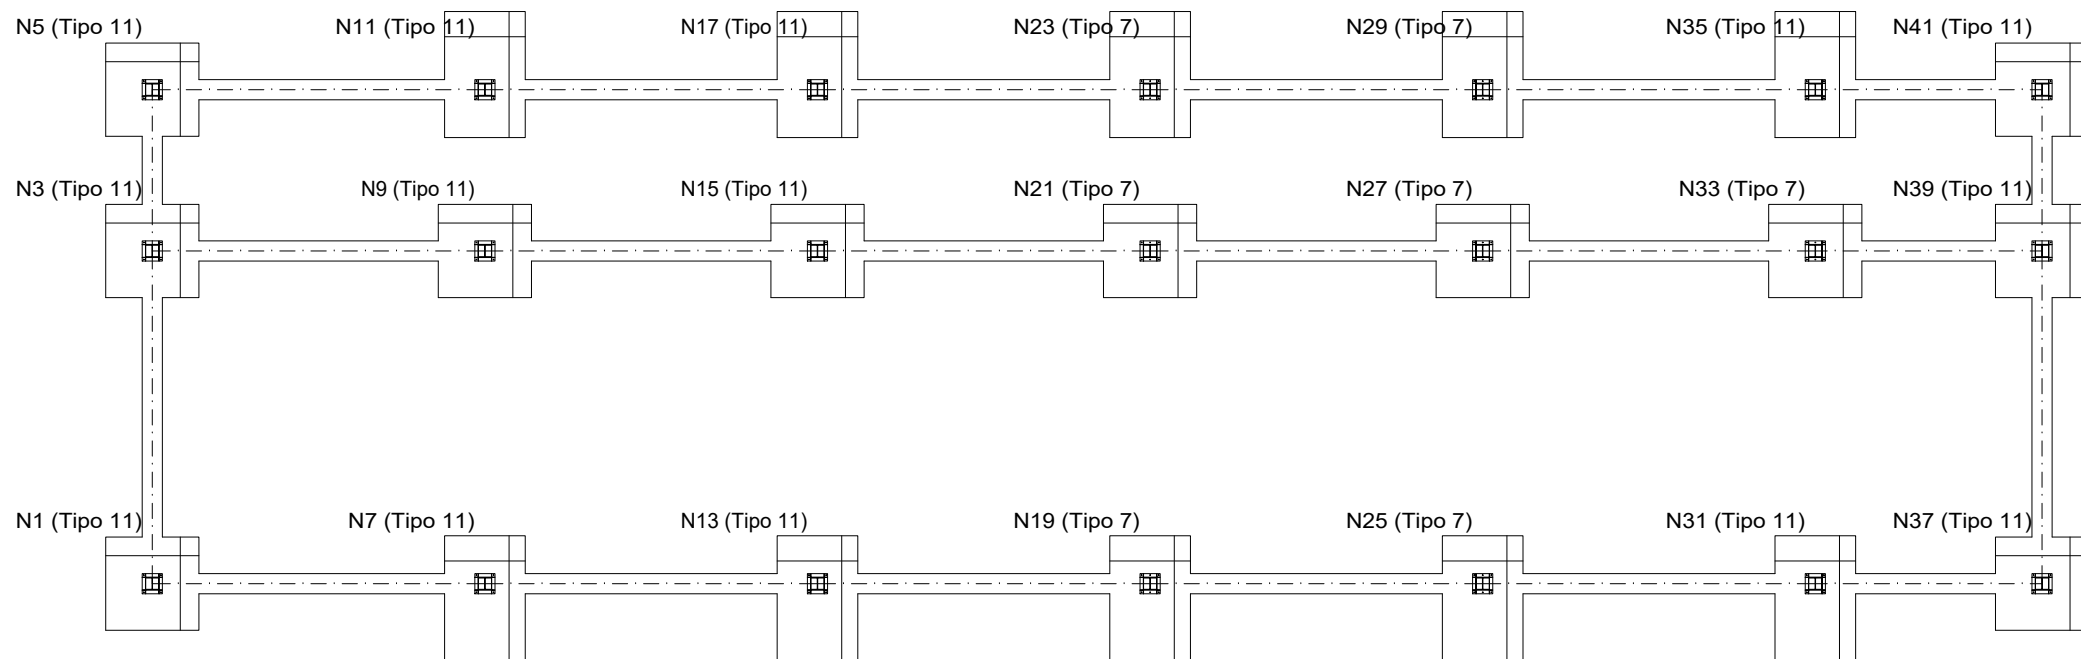 N5 (Tipo 11) N11 (Tipo 11) N17 (Tipo 11) N23 (Tipo 7) N29 (Tipo 7) N35 (Tipo 11) N41 (Tipo 11)
N3 (Tipo 11) N9 (Tipo 11) N15 (Tipo 11) N21 (Tipo 7) N27 (Tipo 7) N33 (Tipo 7) N39 (Tipo 11)
N1 (Tipo 11) N7 (Tipo 11) N13 (Tipo 11) N19 (Tipo 7) N25 (Tipo 7) N31 (Tipo 11) N37 (Tipo 11)